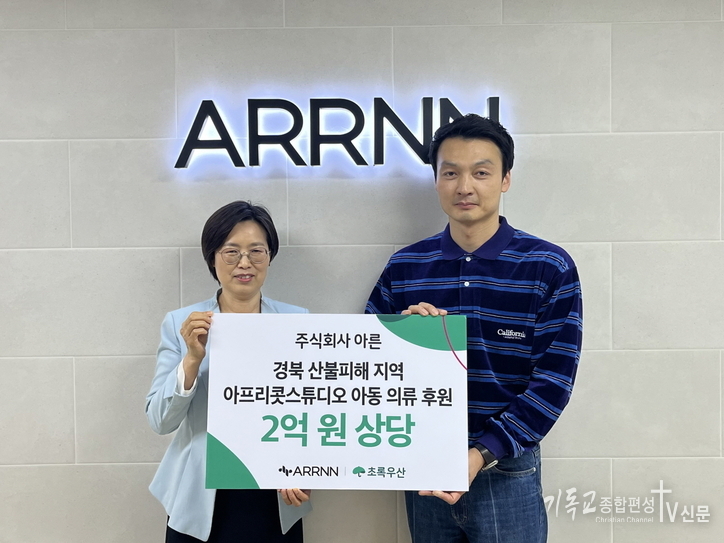 ARRNN
California
주식회사 아른
경북 산불피해 지역
아프리콧스튜디오 아동 의류 후원
2억 원 상당
ARRNN | 초록우산
기독교종합편성tv신문
Christian Channel